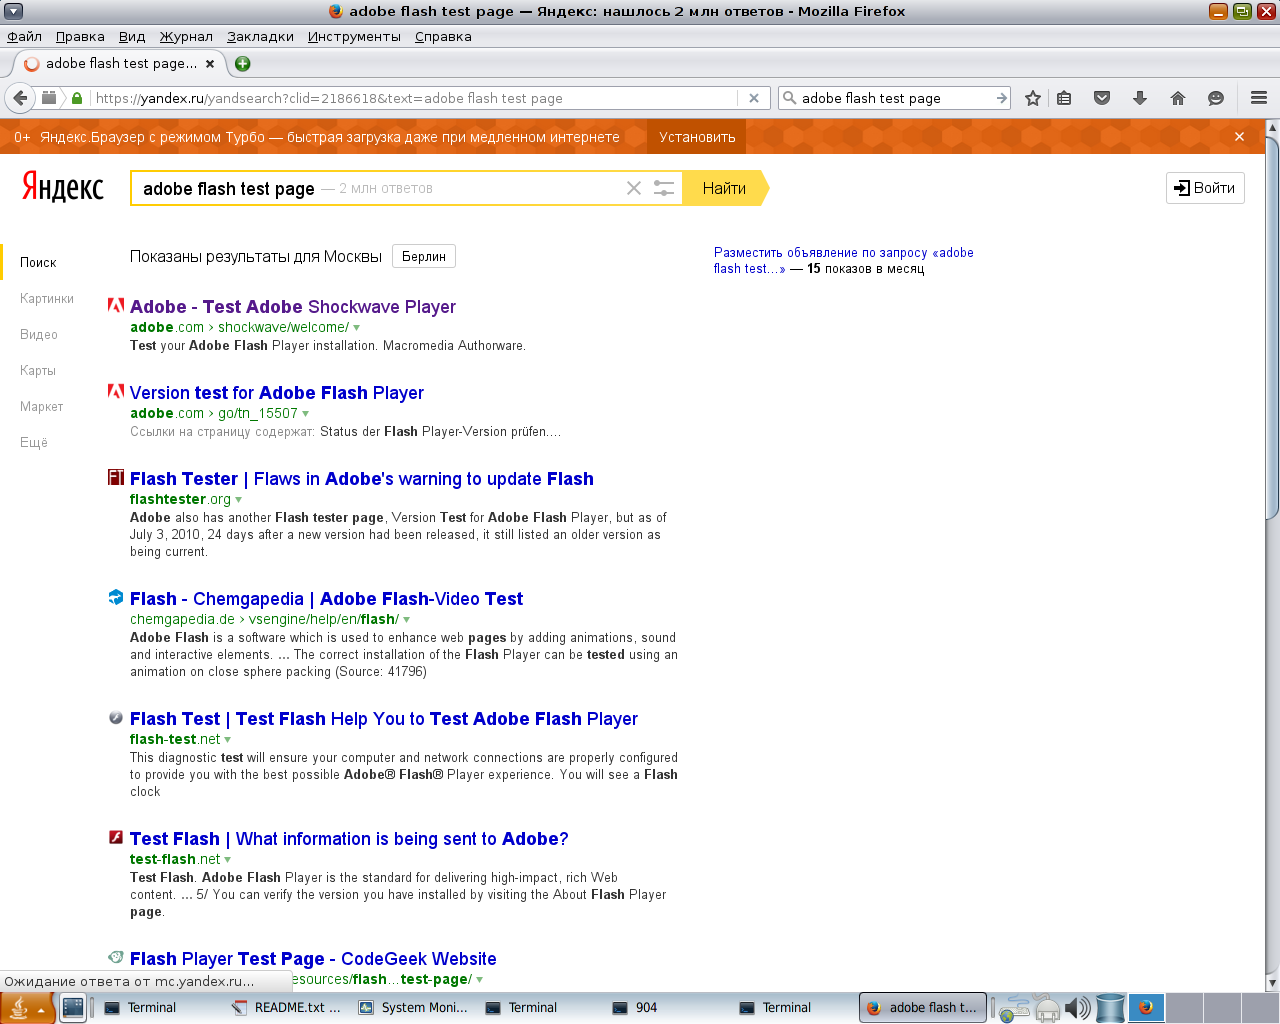 adobe flash test page — Яндекс: нашлось 2 млн ответов - Mozilla Firefox
Файл Правка Вид Журнал Закладки Инструменты Справка
adobe flash test page...
https://yandex.ru/yandsearch?clid=2186618&text=adobe flash test page
adobe flash test page
0+ Яндекс.Браузер с режимом Турбо — быстрая загрузка даже при медленном интернете Установить
Яндекс
adobe flash test page — 2 млн ответов
Найти
Войти
Поиск
Картинки
Видео
Карты
Маркет
Ещё
Показаны результаты для Москвы Берлин
Разместить объявление по запросу «adobe
flash test...» — 15 показов в месяц
Adobe - Test Adobe Shockwave Player
adobe.com › shockwave/welcome/
Test your Adobe Flash Player installation. Macromedia Authorware.
Version test for Adobe Flash Player
adobe.com › go/tn_15507
Ссылки на страницу содержат: Status der Flash Player-Version prüfen....
FT
Flash Tester | Flaws in Adobe's warning to update Flash
flashtester.org
Adobe also has another Flash tester page, Version Test for Adobe Flash Player, but as of
July 3, 2010, 24 days after a new version had been released, it still listed an older version as
being current.
Flash - Chemgapedia | Adobe Flash-Video Test
chemgapedia.de › vsengine/help/en/flash/
Adobe Flash is a software which is used to enhance web pages by adding animations, sound
and interactive elements. ... The correct installation of the Flash Player can be tested using an
animation on close sphere packing (Source: 41796)
Flash Test | Test Flash Help You to Test Adobe Flash Player
flash-test.net
This diagnostic test will ensure your computer and network connections are properly configured
to provide you with the best possible Adobe® Flash® Player experience. You will see a Flash
clock
Test Flash | What information is being sent to Adobe?
test-flash.net
Test Flash. Adobe Flash Player is the standard for delivering high-impact, rich Web
content. ... 5/ You can verify the version you have installed by visiting the About Flash Player
page.
Flash Player Test Page - CodeGeek Website
esources/flash...test-page/
Ожидание ответа от mc.yandex.ru...
Terminal README.txt ... System Moni... Terminal 904 Terminal adobe flash t...